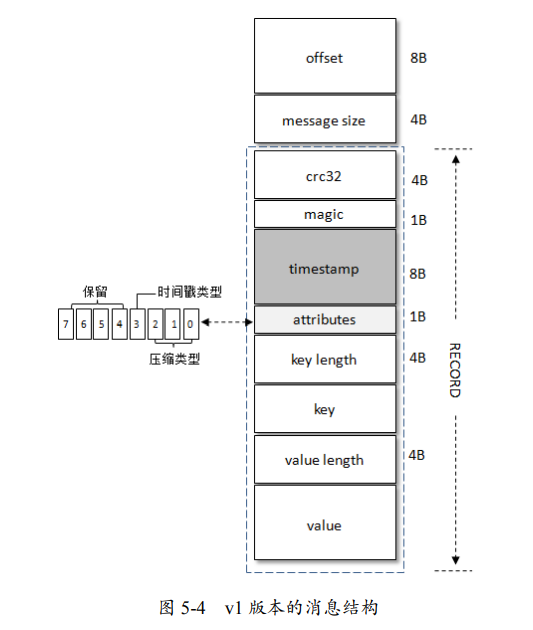 offset 8B
message size 4B
crc32 4B
magic 1B
timestamp 8B
保留 时间戳类型
7 6 5 4 3 2 1 0
压缩类型
attributes 1B
key length 4B
key
value length 4B
value
RECORD
图 5-4 v1 版本的消息结构